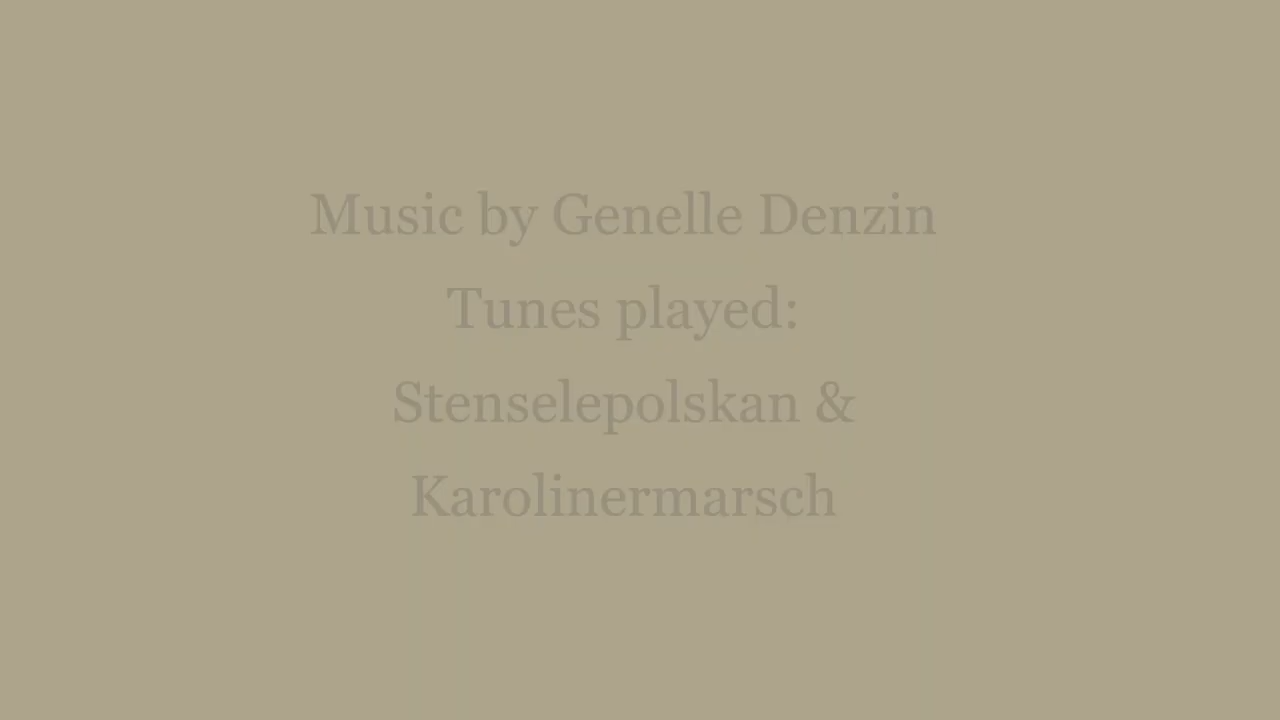 Music by Genelle Denzin
Tunes played:
Stenselepolskan &
Karolinermarsch